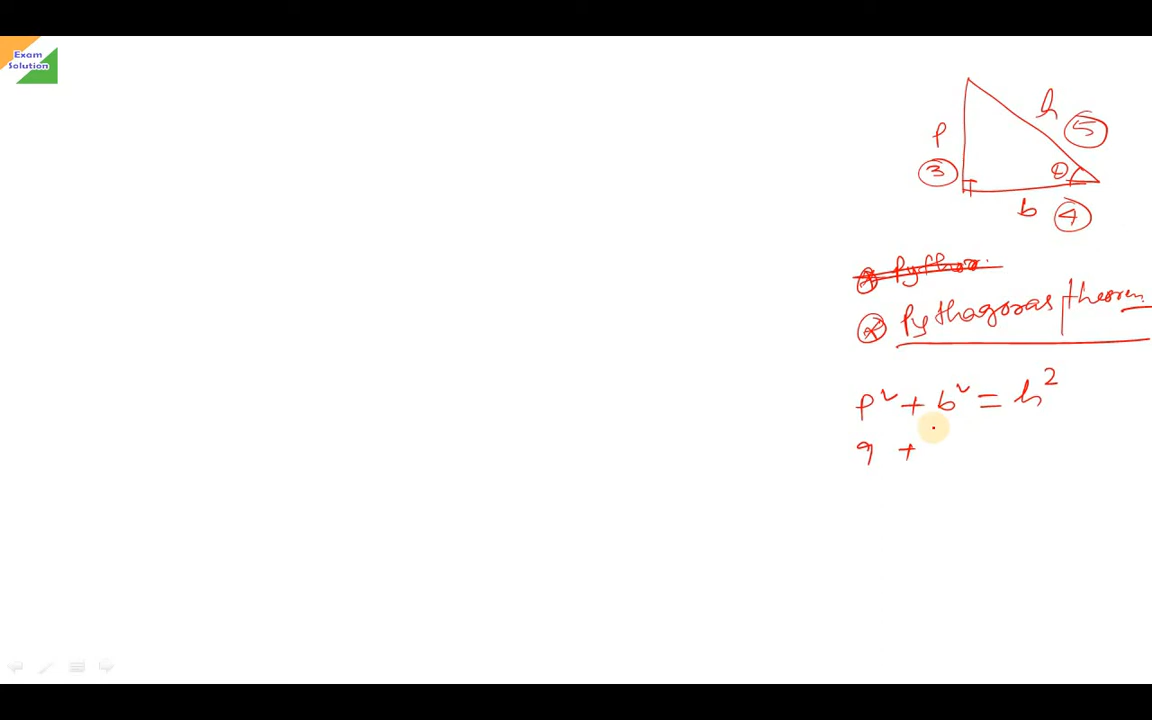 Exam
Solution
h
5
p
3
θ
b 4
Pythagoras theorem
p² + b² = h²
9 +